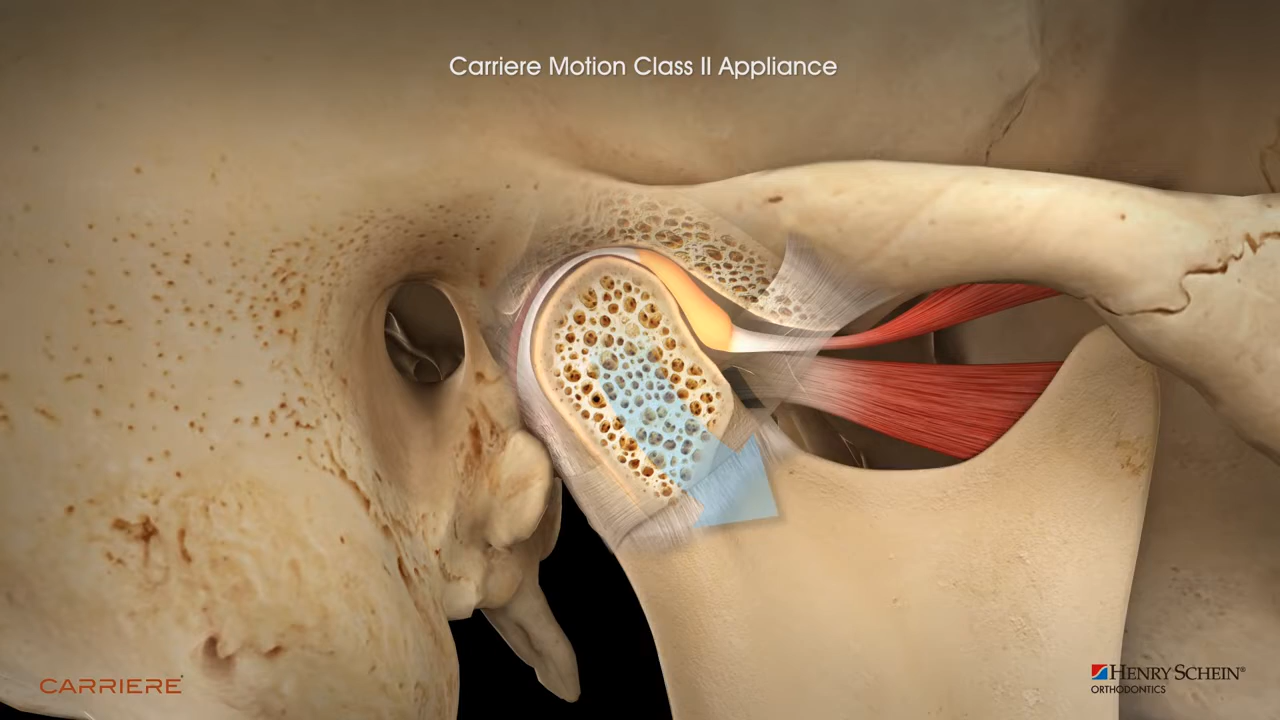 Carriere Motion Class II Appliance
CARRIERE
HENRY SCHEIN®
ORTHODONTICS